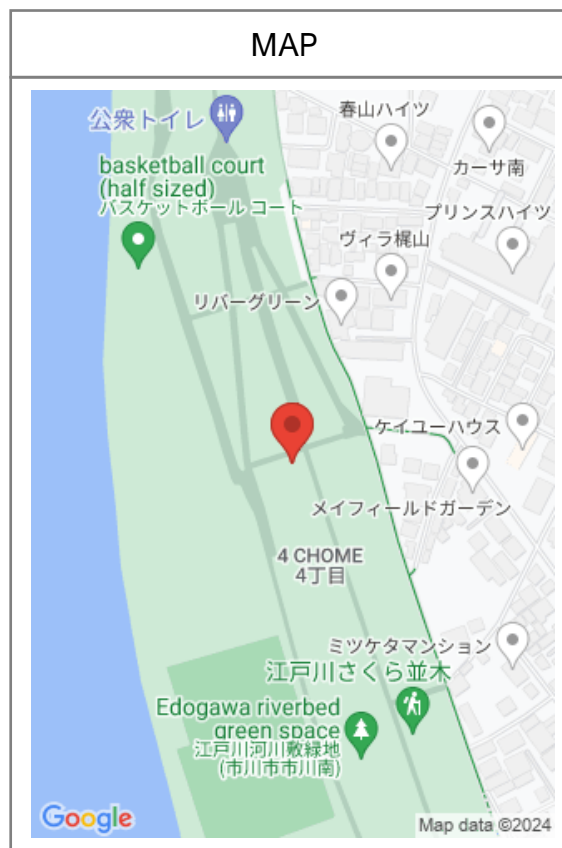 MAP
公衆トイレ
春山ハイツ
カーサ南
basketball court
(half sized)
バスケットボール コート
プリンスハイツ
ヴィラ梶山
リバーグリーン
ケイユーハウス
メイフィールドガーデン
4 CHOME
4丁目
ミツケタマンション
江戸川さくら並木
Edogawa riverbed
green space
江戸川河川敷緑地
(市川市市川南)
Google
Map data ©2024